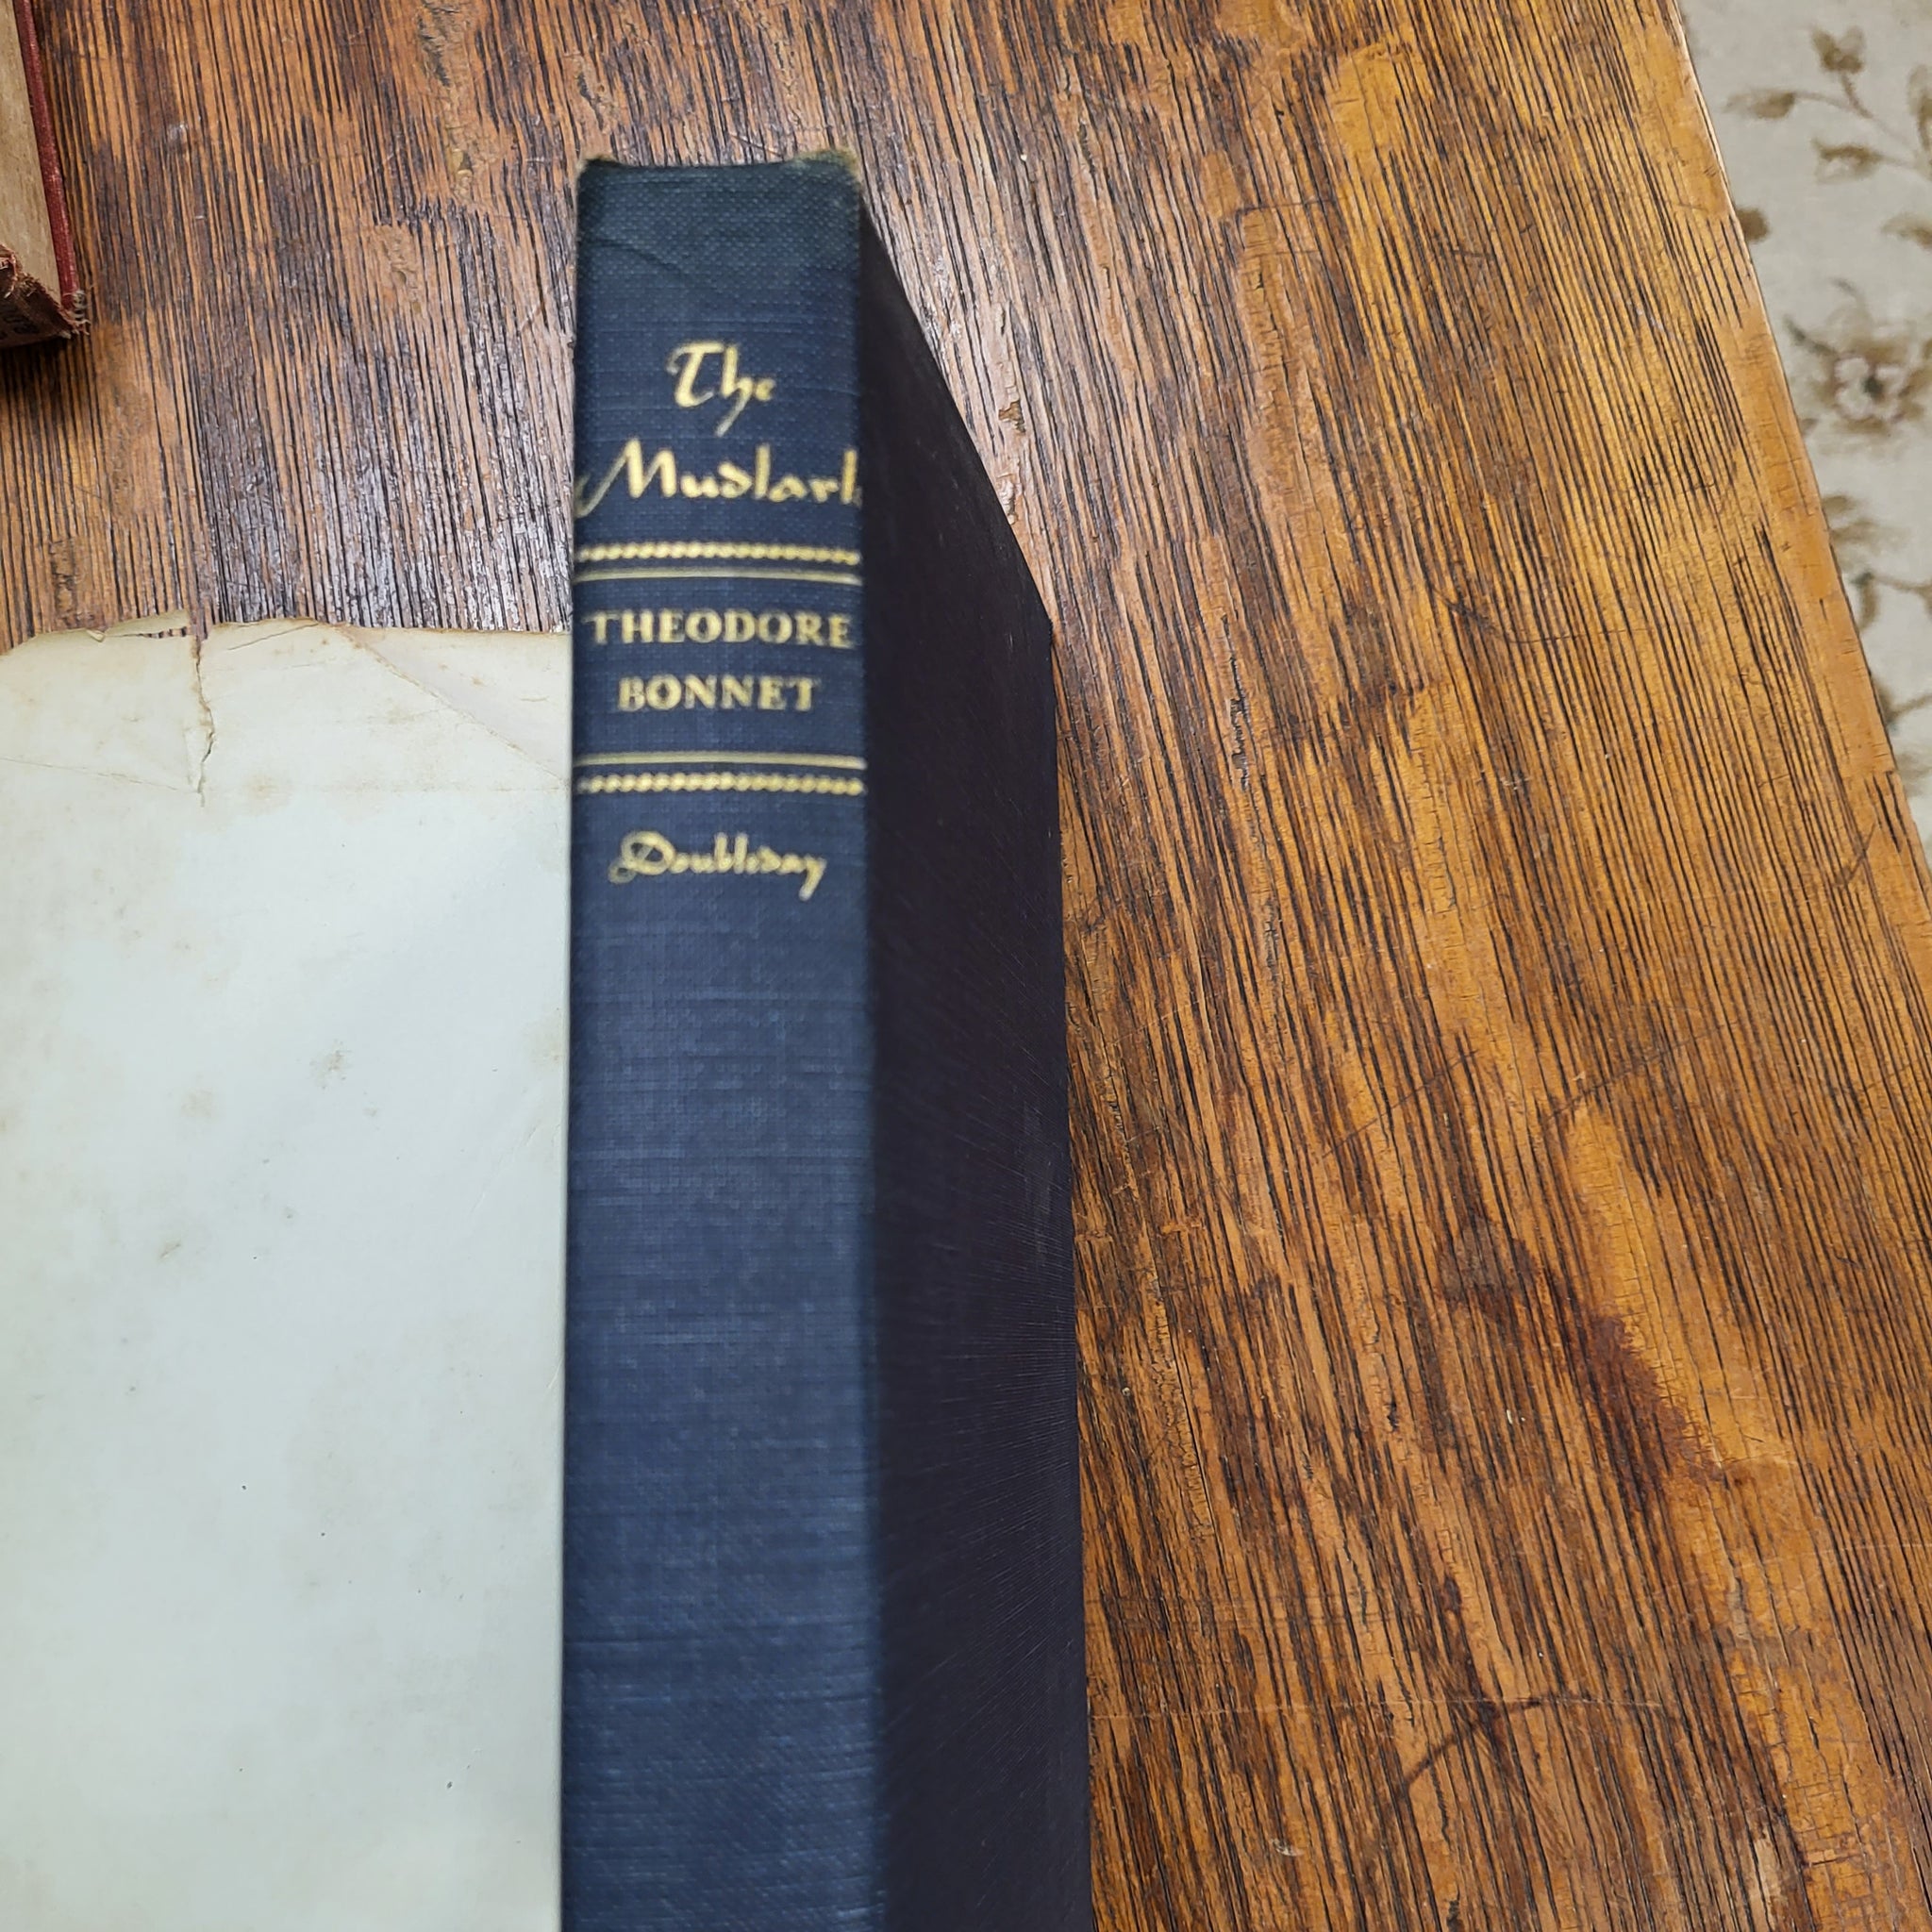 The
Mudlark
THEODORE
BONNET
Doubleday